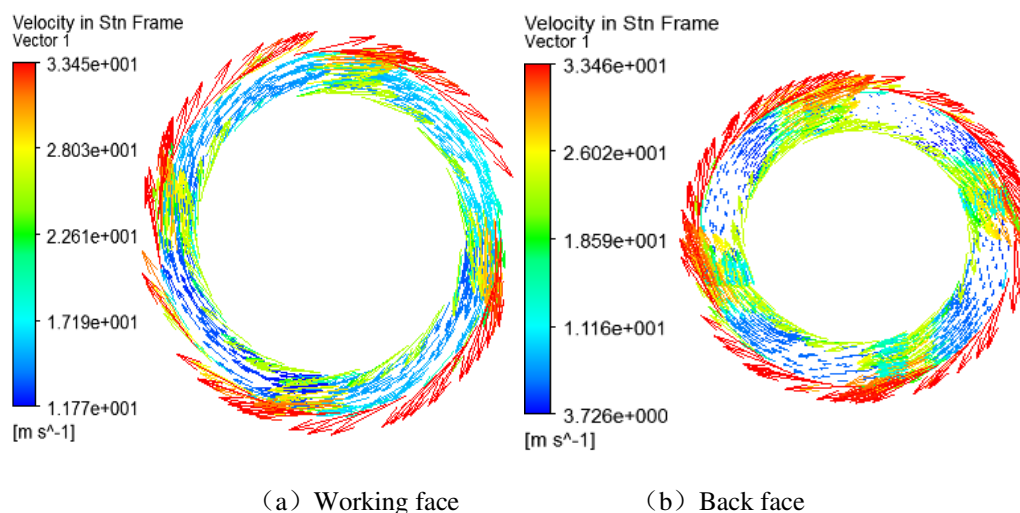 Velocity in Stn Frame
Vector 1
3.345e+001
2.803e+001
2.261e+001
1.719e+001
1.177e+001
[m s^-1]
Velocity in Stn Frame
Vector 1
3.346e+001
2.602e+001
1.859e+001
1.116e+001
3.726e+000
[m s^-1]
（a）Working face
（b）Back face